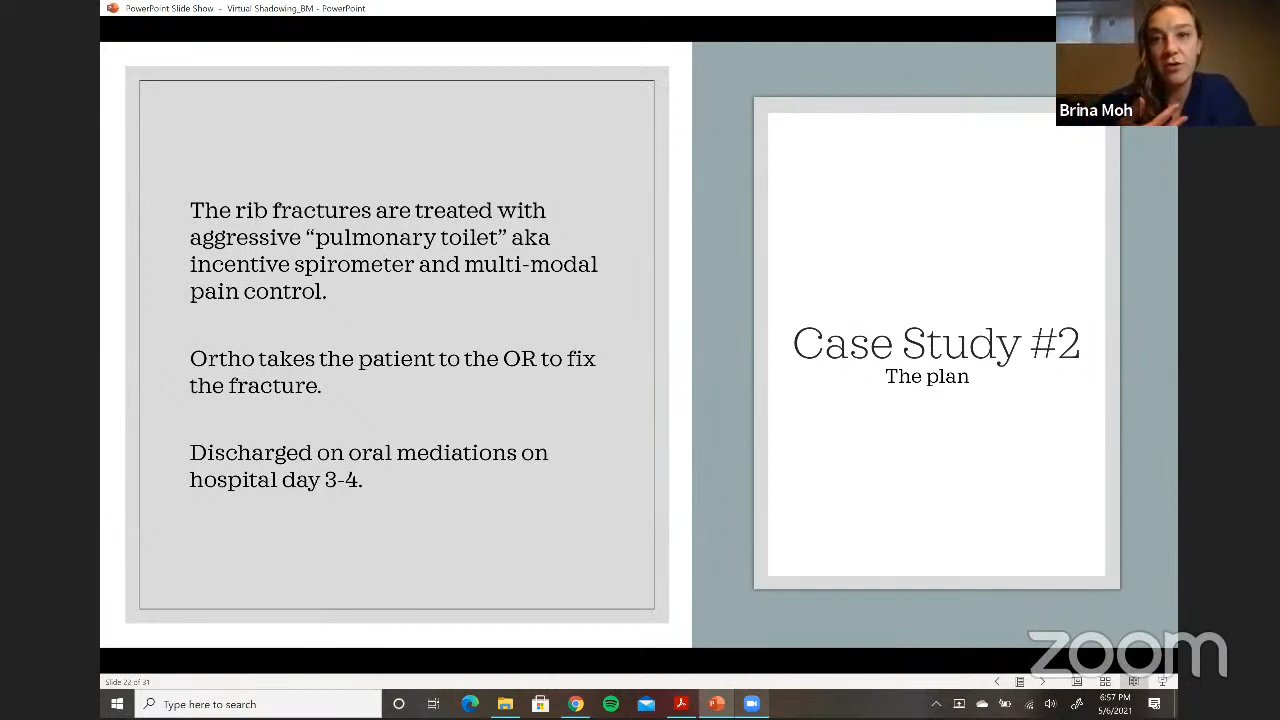 PowerPoint Slide Show - Virtual Shadowing_BM - PowerPoint
Brina Moh
The rib fractures are treated with
aggressive “pulmonary toilet” aka
incentive spirometer and multi-modal
pain control.
Ortho takes the patient to the OR to fix
the fracture.
Discharged on oral mediations on
hospital day 3-4.
Case Study #2
The plan
zoom
Slide 22 of 31
Type here to search
6:57 PM
5/6/2021